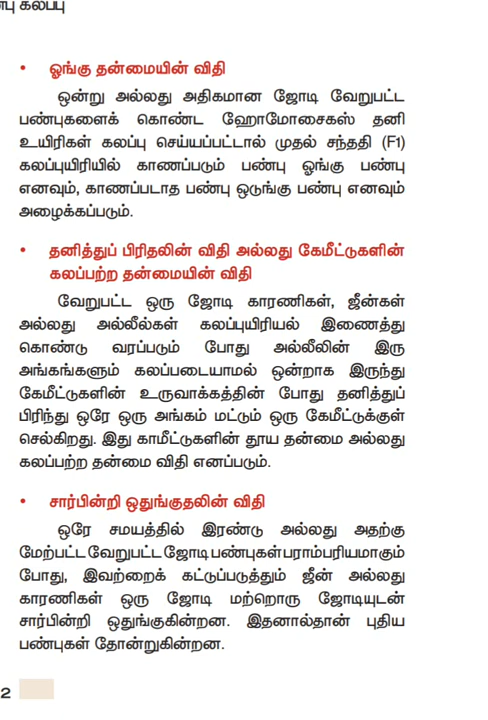 பு கலப்பு
• ஓங்கு தன்மையின் விதி
ஒன்று அல்லது அதிகமான ஜோடி வேறுபட்ட
பண்புகளைக் கொண்ட ஹோமோசைகஸ் தனி
உயிரிகள் கலப்பு செய்யப்பட்டால் முதல் சந்ததி (F1)
கலப்புயிரியில் காணப்படும் பண்பு ஓங்கு பண்பு
எனவும், காணப்படாத பண்பு ஒடுங்கு பண்பு எனவும்
அழைக்கப்படும்.
• தனித்துப் பிரிதலின் விதி அல்லது கேமீட்டுகளின்
கலப்பற்ற தன்மையின் விதி
வேறுபட்ட ஒரு ஜோடி காரணிகள், ஜீன்கள்
அல்லது அல்லீல்கள் கலப்புயிரியல் இணைத்து
கொண்டு வரப்படும் போது அல்லீலின் இரு
அங்கங்களும் கலப்படையாமல் ஒன்றாக இருந்து
கேமீட்டுகளின் உருவாக்கத்தின் போது தனித்துப்
பிரிந்து ஒரே ஒரு அங்கம் மட்டும் ஒரு கேமீட்டுக்குள்
செல்கிறது. இது காமீட்டுகளின் தூய தன்மை அல்லது
கலப்பற்ற தன்மை விதி எனப்படும்.
• சார்பின்றி ஒதுங்குதலின் விதி
ஒரே சமயத்தில் இரண்டு அல்லது அதற்கு
மேற்பட்ட வேறுபட்ட ஜோடி பண்புகள் பராம்பரியமாகும்
போது, இவற்றைக் கட்டுப்படுத்தும் ஜீன் அல்லது
காரணிகள் ஒரு ஜோடி மற்றொரு ஜோடியுடன்
சார்பின்றி ஒதுங்குகின்றன. இதனால்தான் புதிய
பண்புகள் தோன்றுகின்றன.
2